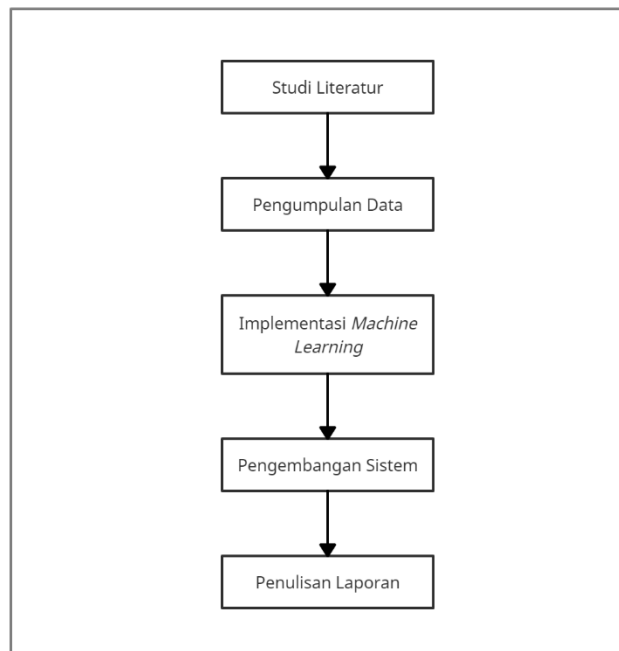 Studi Literatur
Pengumpulan Data
Implementasi Machine
Learning
Pengembangan Sistem
Penulisan Laporan